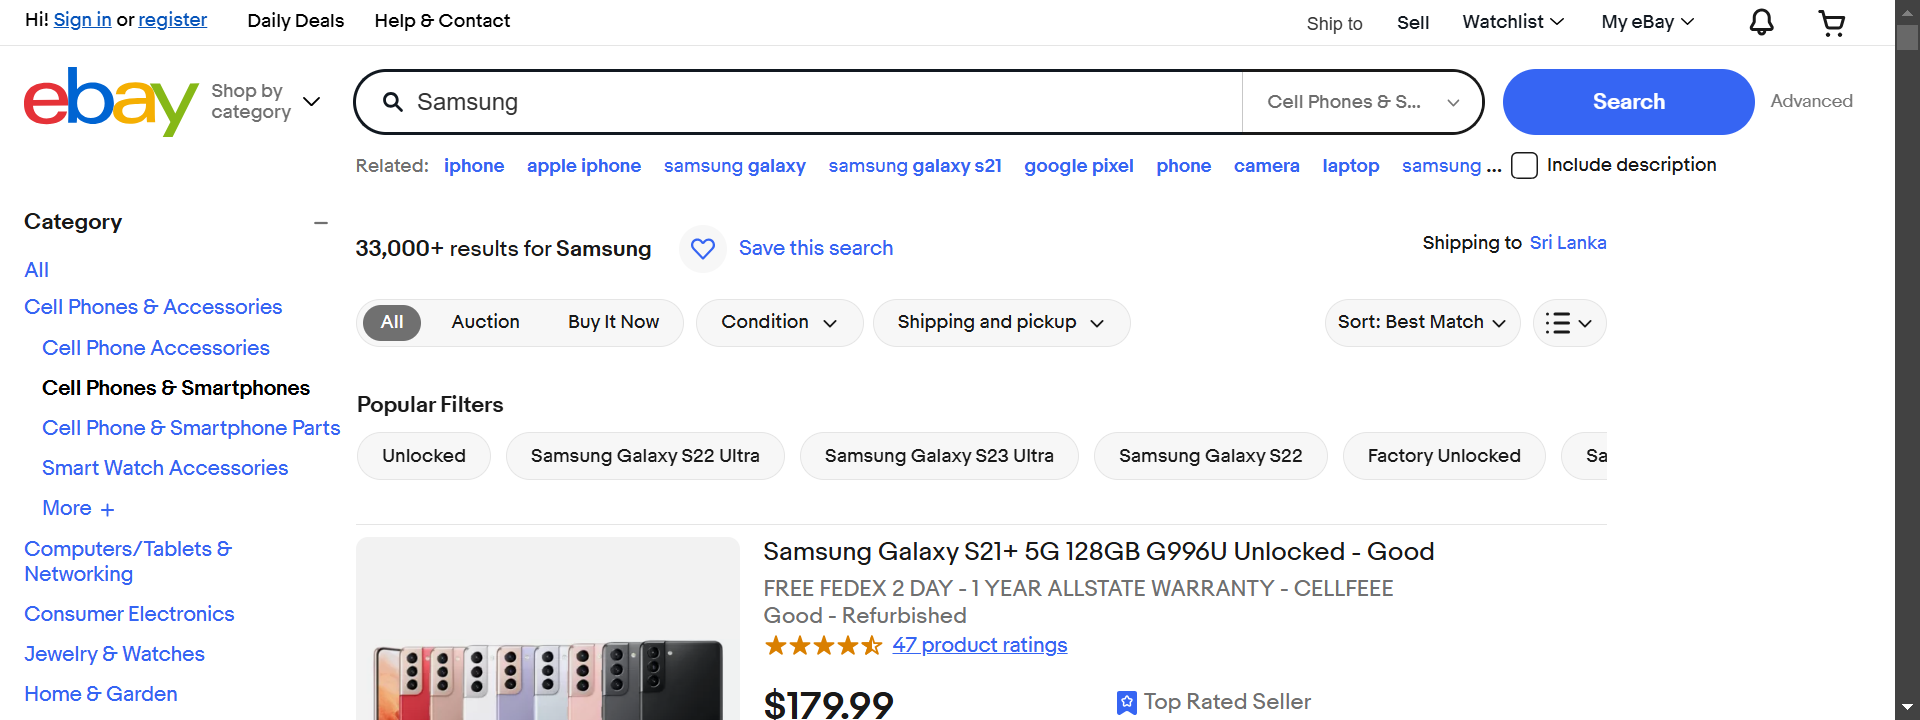 Hi! Sign in or register Daily Deals Help & Contact Ship to Sell Watchlist My eBay
ebay
Shop by
category
Samsung
Cell Phones & S...
Search
Advanced
Related: iphone apple iphone samsung galaxy samsung galaxy s21 google pixel phone camera laptop samsung ... Include description
Category
All
Cell Phones & Accessories
Cell Phone Accessories
Cell Phones & Smartphones
Cell Phone & Smartphone Parts
Smart Watch Accessories
More +
Computers/Tablets &
Networking
Consumer Electronics
Jewelry & Watches
Home & Garden
33,000+ results for Samsung Save this search Shipping to Sri Lanka
All Auction Buy It Now Condition Shipping and pickup Sort: Best Match
Popular Filters
Unlocked Samsung Galaxy S22 Ultra Samsung Galaxy S23 Ultra Samsung Galaxy S22 Factory Unlocked Sa
Samsung Galaxy S21+ 5G 128GB G996U Unlocked - Good
FREE FEDEX 2 DAY - 1 YEAR ALLSTATE WARRANTY - CELLFEEE
Good - Refurbished
47 product ratings
$179.99 Top Rated Seller